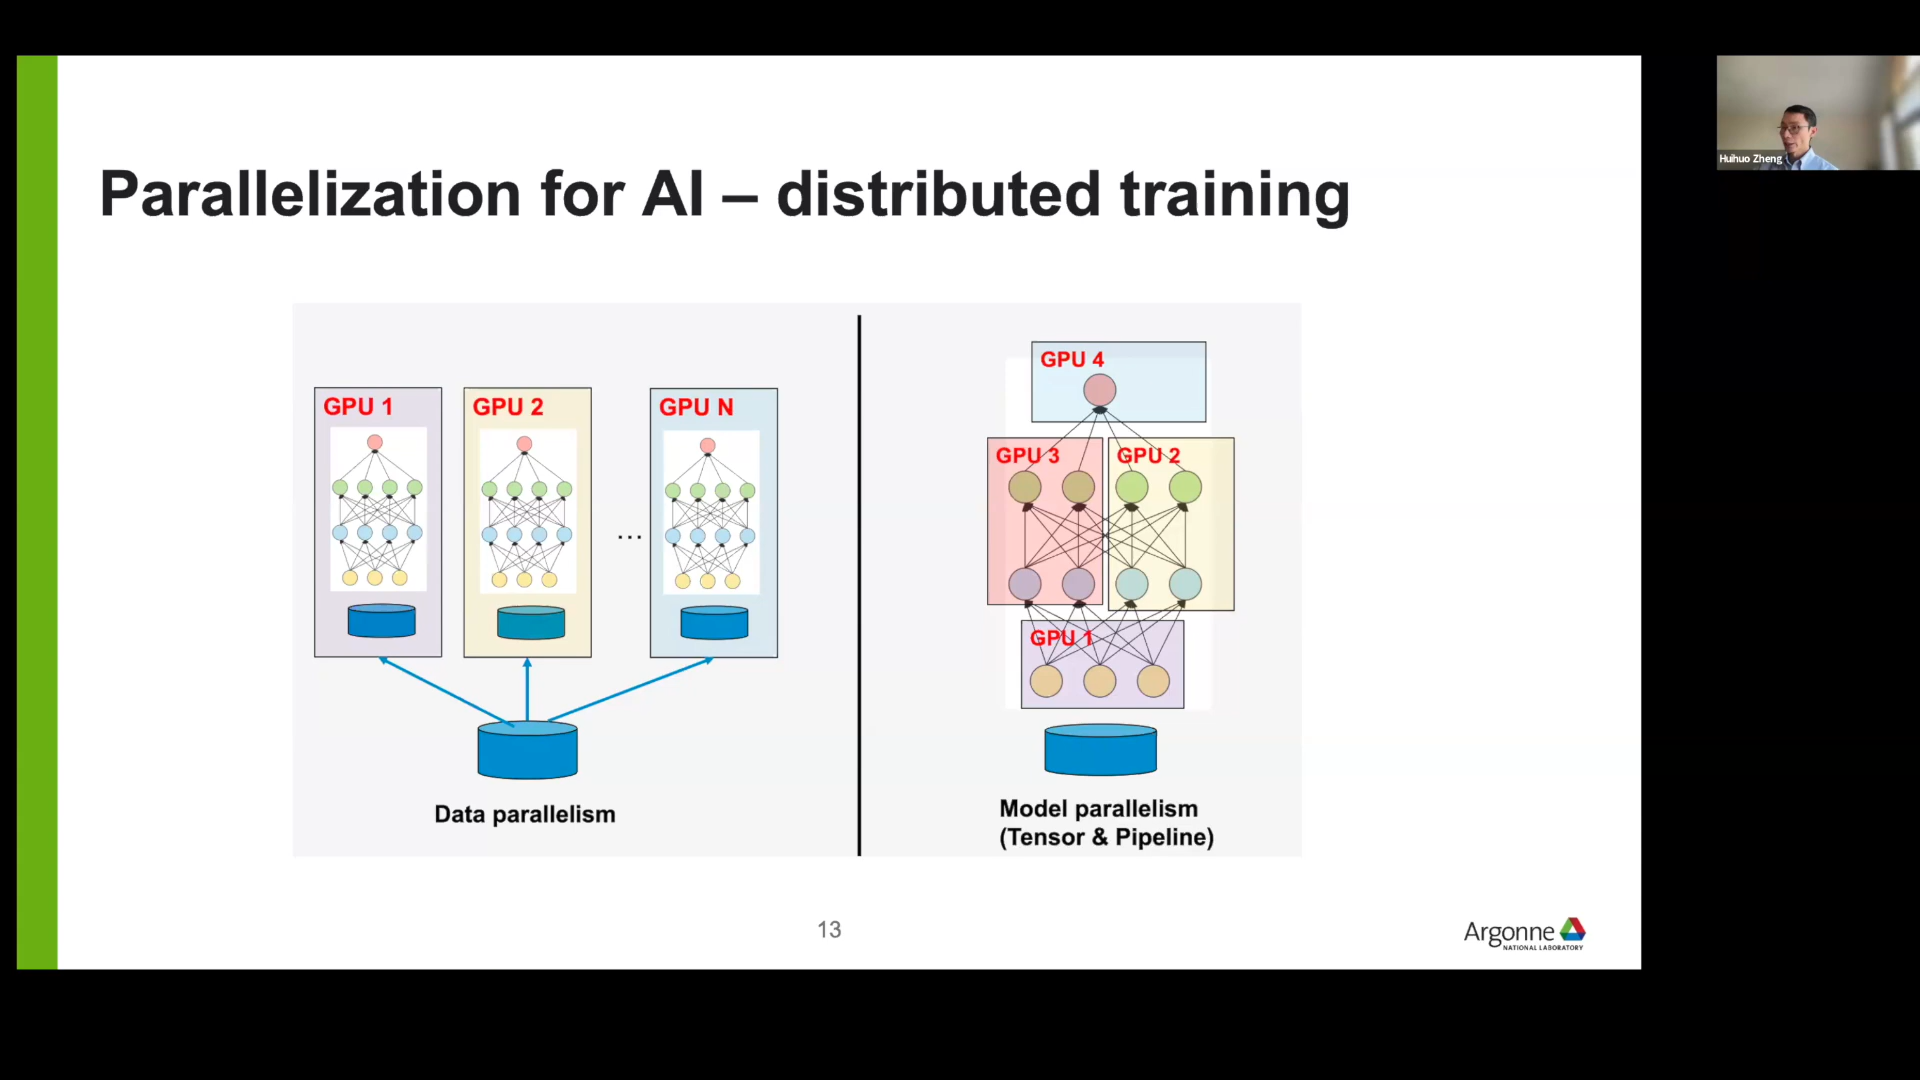 Parallelization for AI – distributed training
Huihuo Zheng
GPU 1
GPU 2
...
GPU N
Data parallelism
GPU 4
GPU 3
GPU 2
GPU 1
Model parallelism
(Tensor & Pipeline)
13
Argonne
NATIONAL LABORATORY